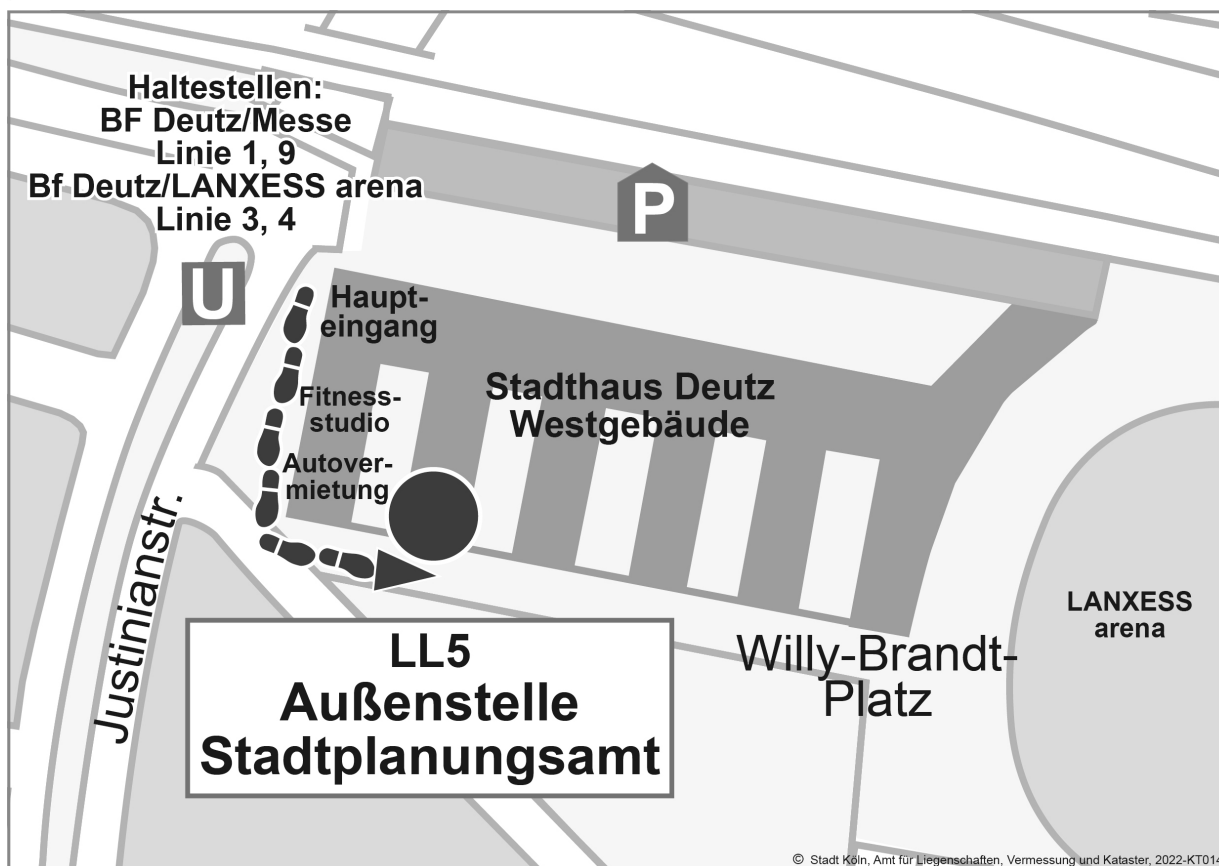 Haltestellen:
BF Deutz/Messe
Linie 1, 9
Bf Deutz/LANXESS arena
Linie 3, 4
P
U
Haupt-
eingang
Stadthaus Deutz
Westgebäude
Fitness-
studio
Autover-
mietung
Justinianstr.
LANXESS
arena
Willy-Brandt-
Platz
LL5
Außenstelle
Stadtplanungsamt
© Stadt Köln, Amt für Liegenschaften, Vermessung und Kataster, 2022-KT014